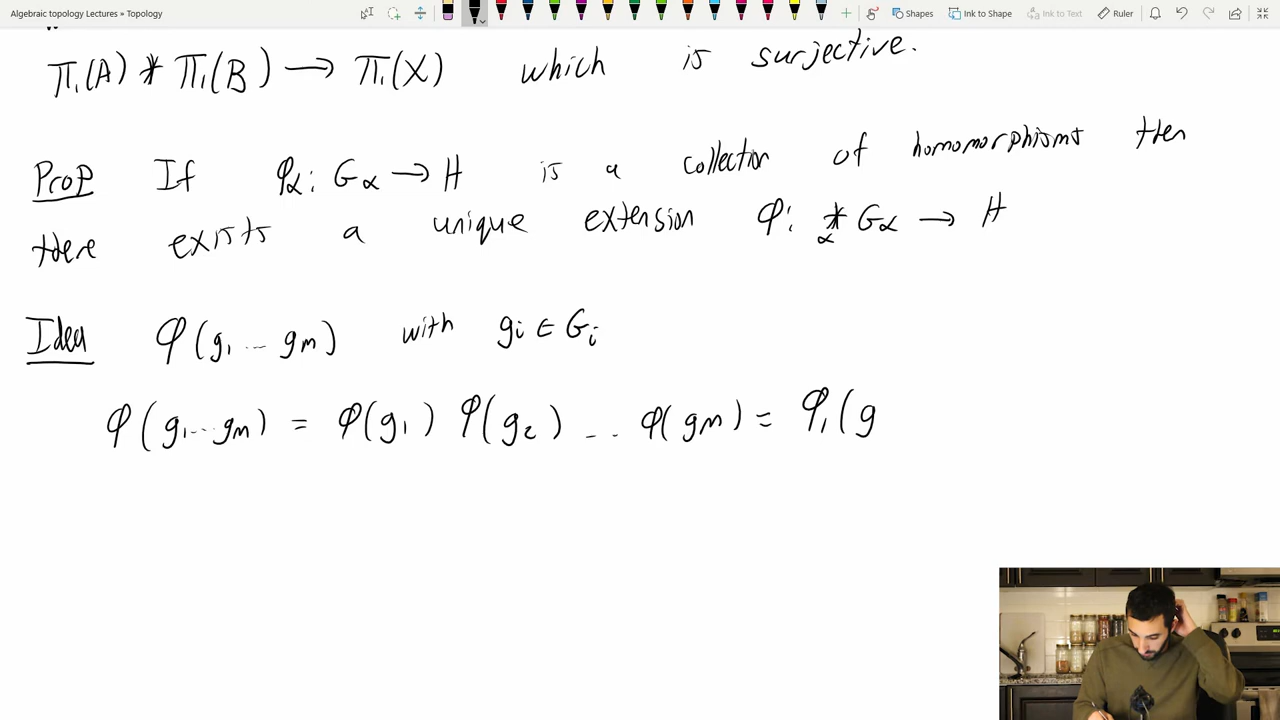 Algebraic topology Lectures » Topology
Shapes Ink to Shape Ink to Text Ruler
π₁(A) * π₁(B) → π₁(X) which is surjective.
Prop If φα: Gα → H is a collection of homomorphisms then
there exists a unique extension φ: *α Gα → H
Idea φ(g₁ ... gm) with gi ∈ Gi
φ(g₁...gm) = φ(g₁) φ(g₂) ... φ(gm) = φ₁(g